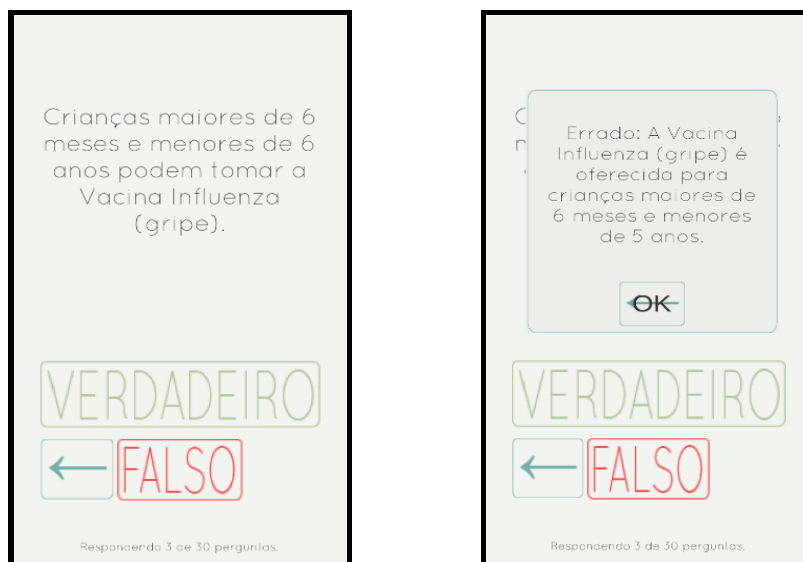 Crianças maiores de 6
meses e menores de 6
anos podem tomar a
Vacina Influenza
(gripe).
VERDADEIRO
FALSO
Respondendo 3 de 30 perguntas.
Errado: A Vacina
Influenza (gripe) é
oferecida para
crianças maiores de
6 meses e menores
de 5 anos.
OK
VERDADEIRO
FALSO
Respondendo 3 de 30 perguntas.